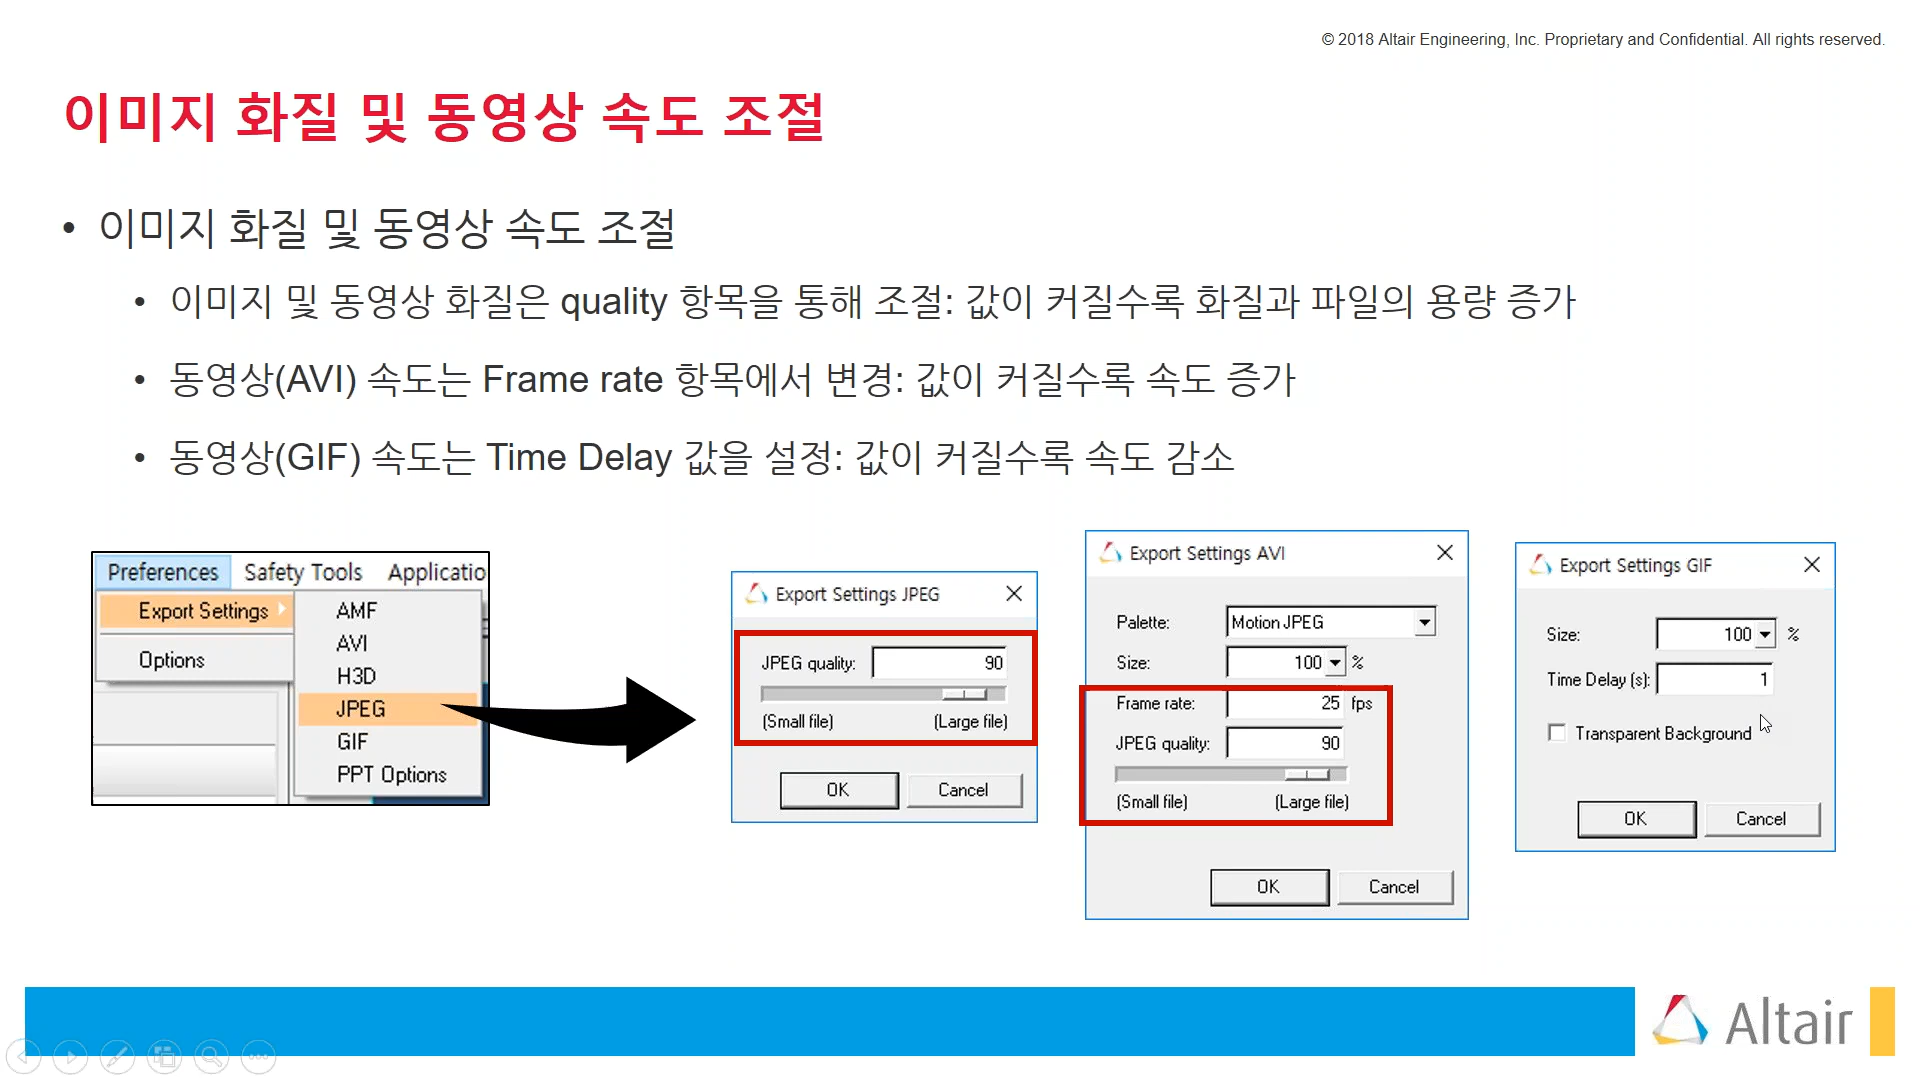 © 2018 Altair Engineering, Inc. Proprietary and Confidential. All rights reserved.
이미지 화질 및 동영상 속도 조절
• 이미지 화질 및 동영상 속도 조절
• 이미지 및 동영상 화질은 quality 항목을 통해 조절: 값이 커질수록 화질과 파일의 용량 증가
• 동영상(AVI) 속도는 Frame rate 항목에서 변경: 값이 커질수록 속도 증가
• 동영상(GIF) 속도는 Time Delay 값을 설정: 값이 커질수록 속도 감소
Preferences Safety Tools Applicatio
Export Settings
Options
AMF
AVI
H3D
JPEG
GIF
PPT Options
Export Settings JPEG
JPEG quality: 90
(Small file) (Large file)
OK Cancel
Export Settings AVI
Palette: Motion JPEG
Size: 100 %
Frame rate: 25 fps
JPEG quality: 90
(Small file) (Large file)
OK Cancel
Export Settings GIF
Size: 100 %
Time Delay (s): 1
Transparent Background
OK Cancel
Altair